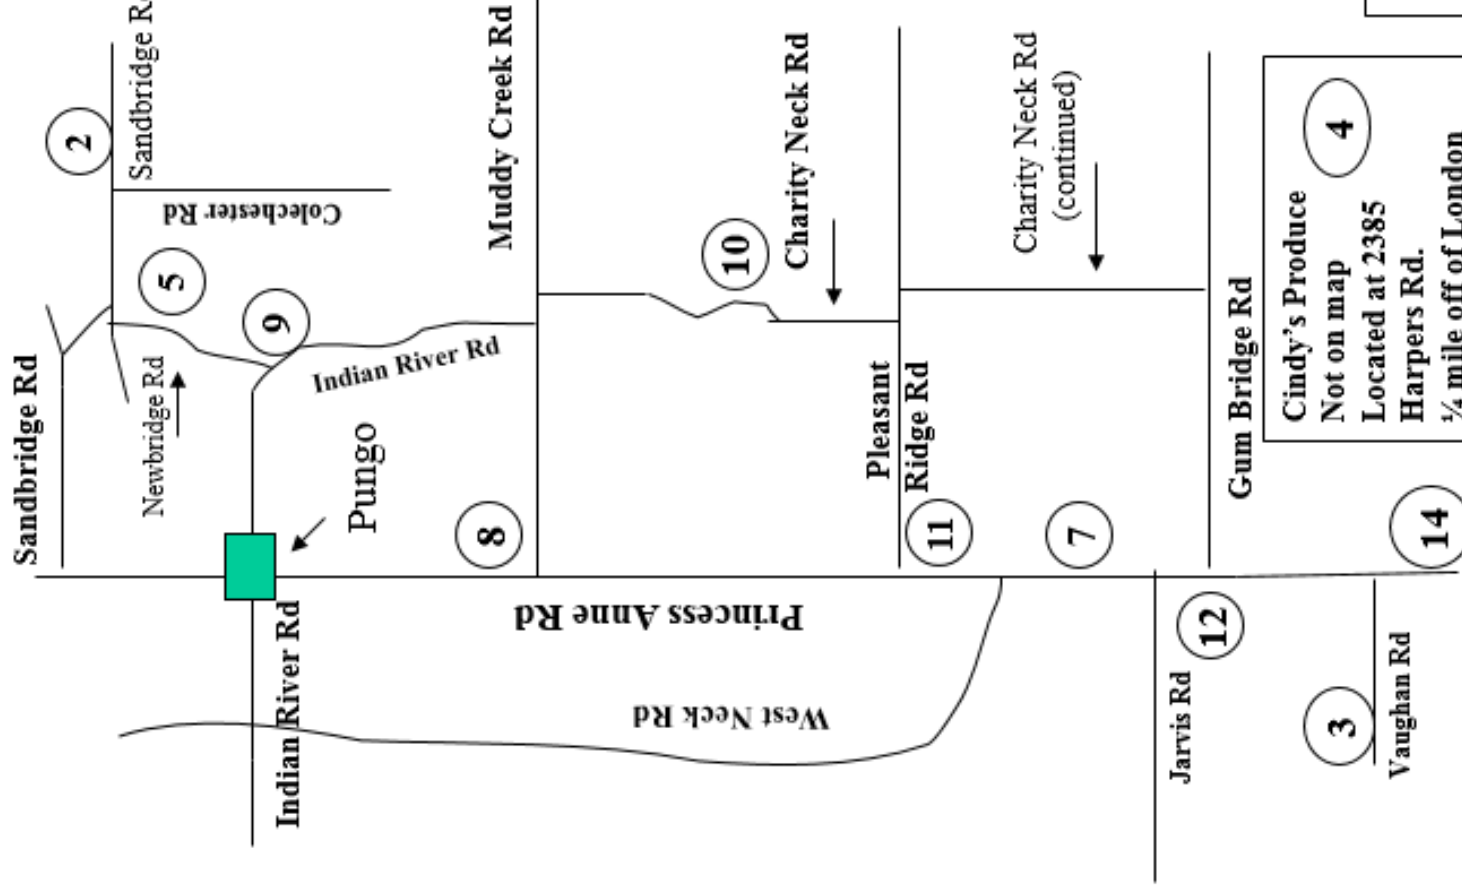 Sandbridge Rd
2
Sandbridge R
Colechester Rd
5
Newbridge Rd
9
Indian River Rd
Pungo
Indian River Rd
Muddy Creek Rd
8
10
Charity Neck Rd
Princess Anne Rd
West Neck Rd
Pleasant
Ridge Rd
11
Charity Neck Rd
(continued)
7
Gum Bridge Rd
12
Jarvis Rd
3
Vaughan Rd
14
4
Cindy's Produce
Not on map
Located at 2385
Harpers Rd.
¼ mile off of London